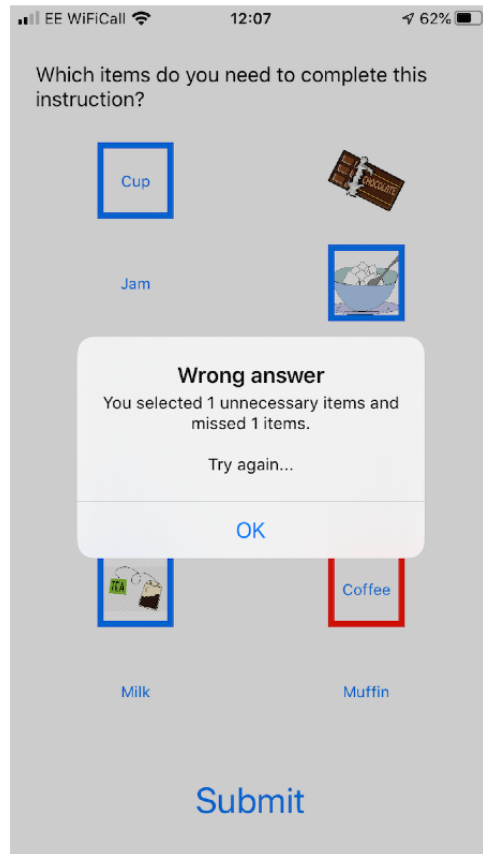 EE WiFiCall 12:07 62%
Which items do you need to complete this
instruction?
Cup
CHOCOLATE
Jam
Wrong answer
You selected 1 unnecessary items and
missed 1 items.
Try again...
OK
TEA
Coffee
Milk
Muffin
Submit